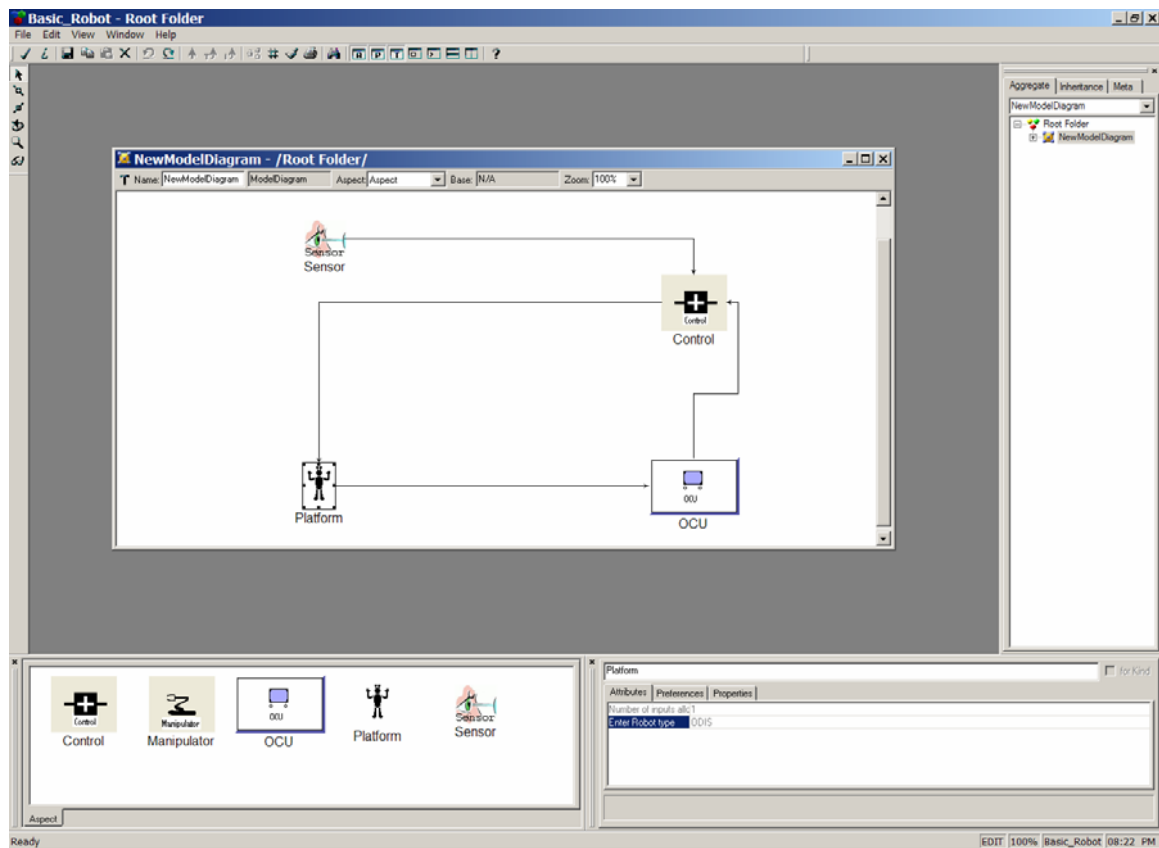 Basic_Robot - Root Folder
File Edit View Window Help
Aggregate Inheritance Meta
NewModelDiagram
Root Folder
NewModelDiagram
NewModelDiagram - /Root Folder/
Name: NewModelDiagram ModelDiagram Aspect: Aspect Base: N/A Zoom: 100%
Sensor
Sensor
Control
Control
Platform
OCU
OCU
Control
Control
Manipulator
Manipulator
OCU
OCU
Platform
Sensor
Sensor
Aspect
Platform for Kind
Attributes Preferences Properties
Number of inputs allc 1
Enter Robot type ODIS
Ready EDIT 100% Basic_Robot 08:22 PM